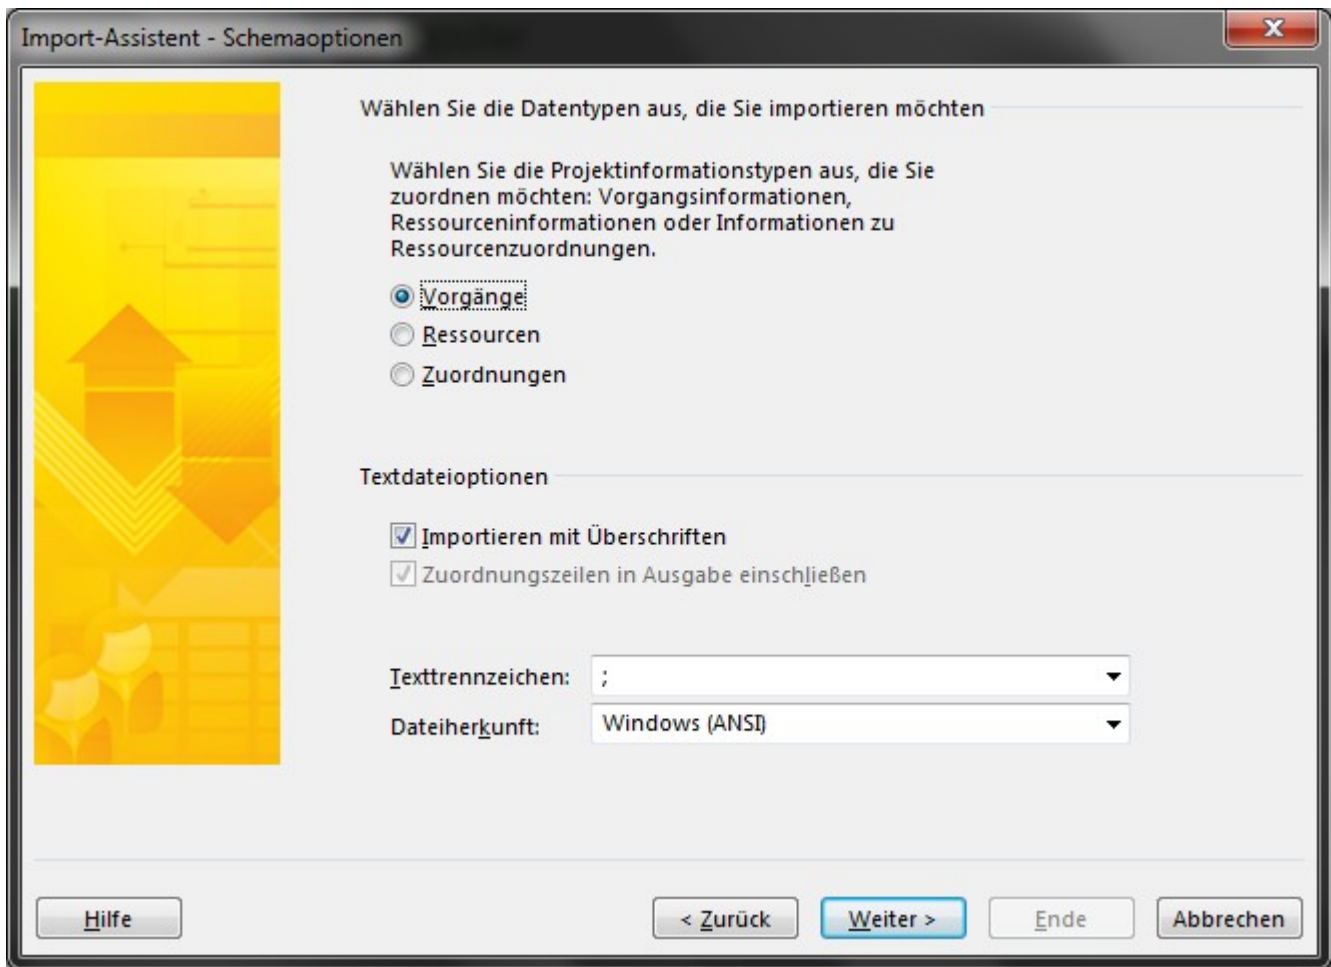 Import-Assistent - Schemaoptionen
x
Wählen Sie die Datentypen aus, die Sie importieren möchten
Wählen Sie die Projektinformationstypen aus, die Sie
zuordnen möchten: Vorgangsinformationen,
Ressourceninformationen oder Informationen zu
Ressourcenzuordnungen.
Vorgänge
Ressourcen
Zuordnungen
Textdateioptionen
Importieren mit Überschriften
Zuordnungszeilen in Ausgabe einschließen
Texttrennzeichen: ;
Dateiherkunft: Windows (ANSI)
Hilfe < Zurück Weiter > Ende Abbrechen